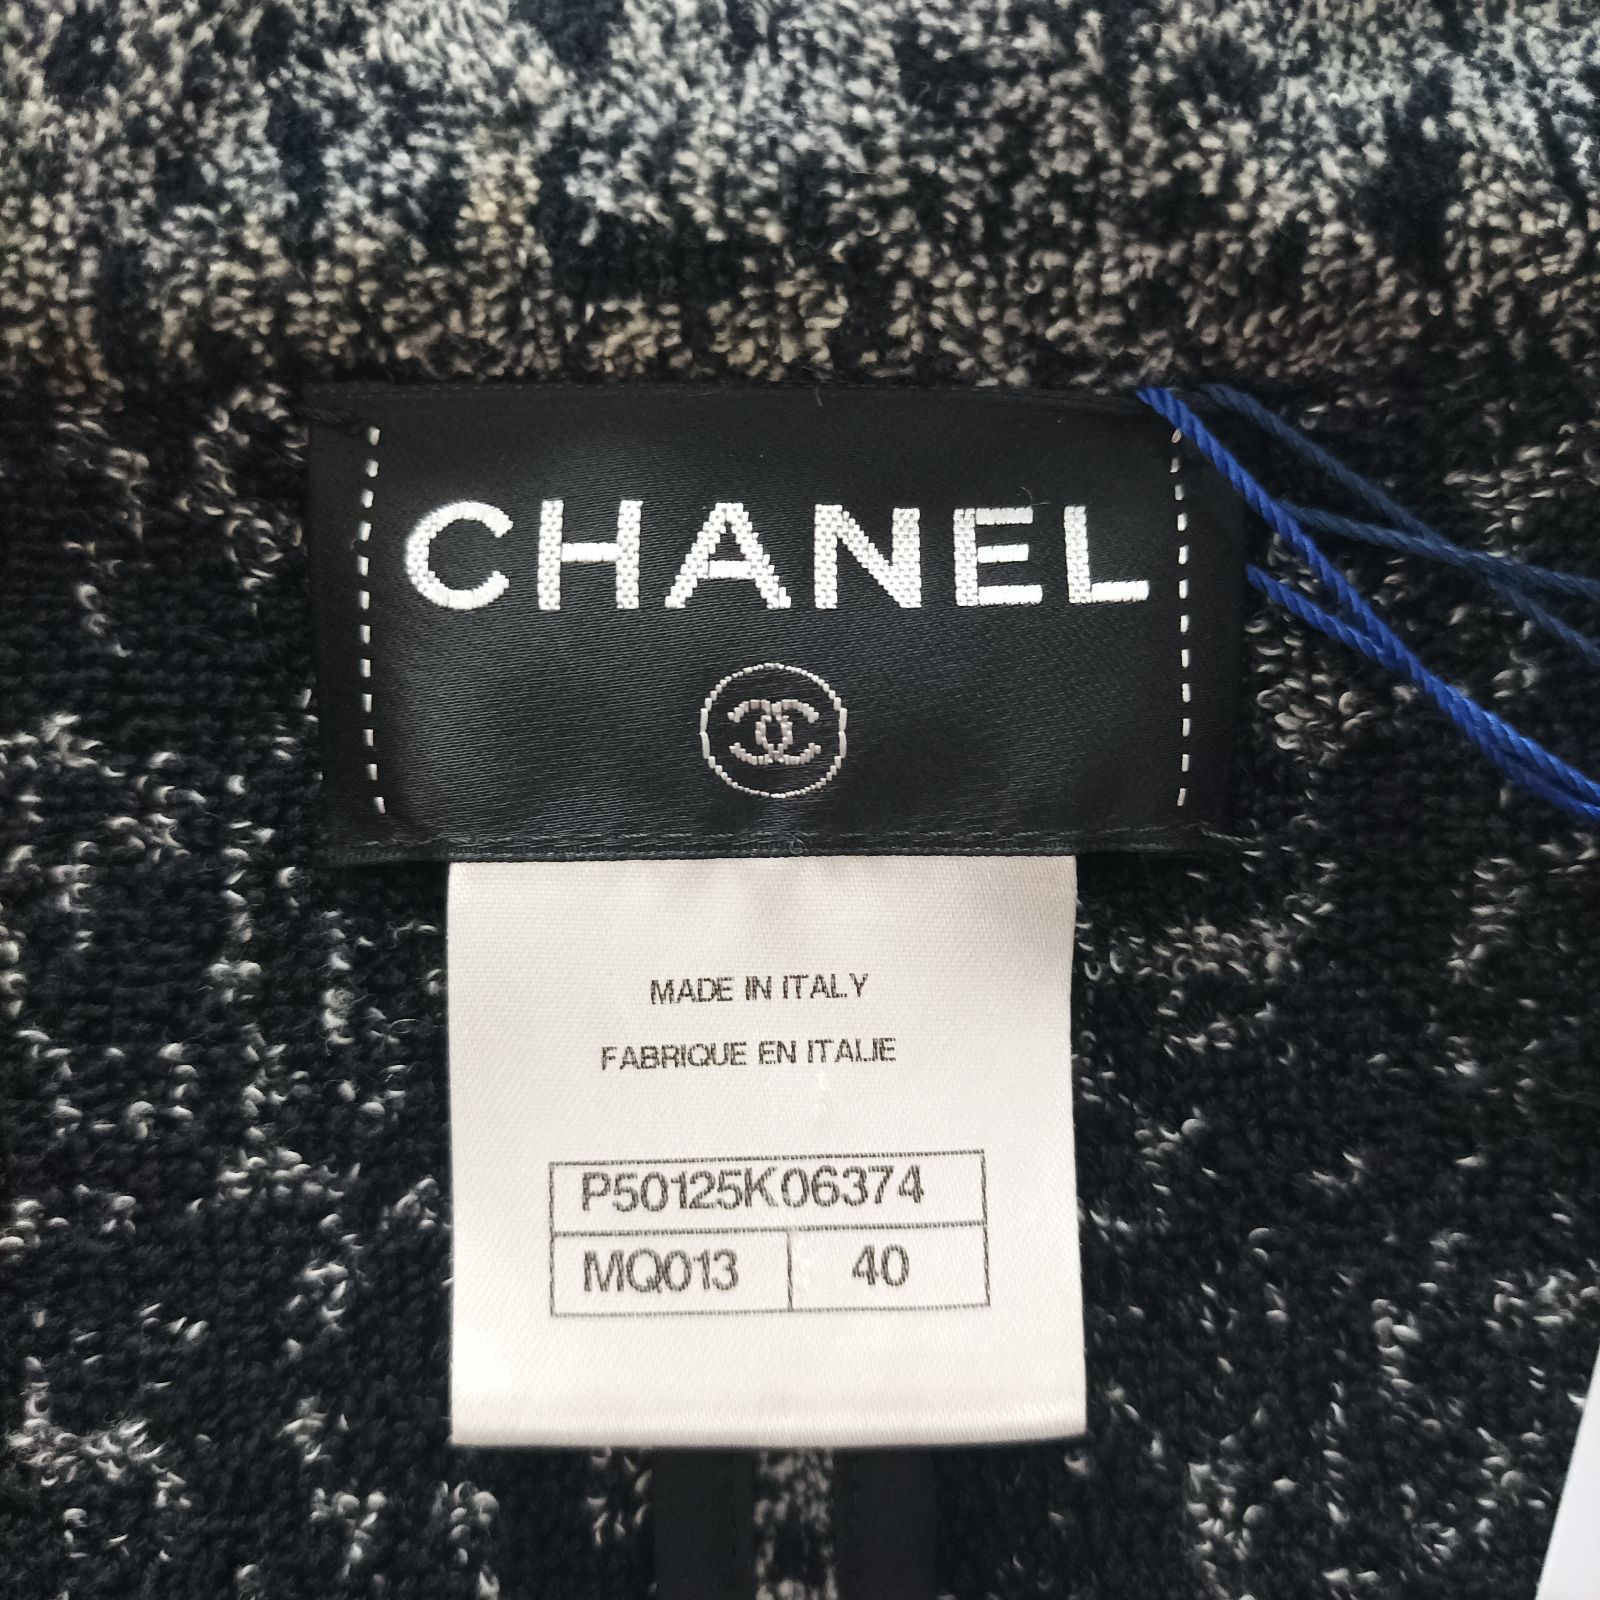 CHANEL
MADE IN ITALY
FABRIQUE EN ITALIE
P50125K06374
MQ013 40